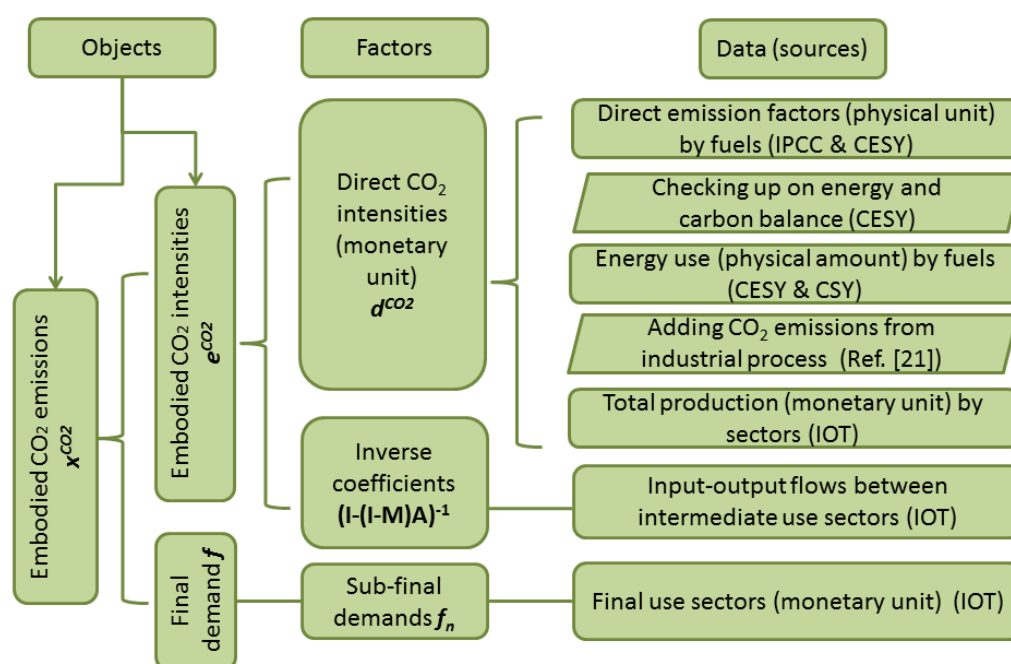 Objects
Factors
Data (sources)
Embodied CO₂ emissions
x^CO2
Embodied CO₂ intensities
e^CO2
Final
demand f
Direct CO₂
intensities
(monetary
unit)
d^CO2
Inverse
coefficients
(I-(I-M)A)⁻¹
Sub-final
demands fₙ
Direct emission factors (physical unit)
by fuels (IPCC & CESY)
Checking up on energy and
carbon balance (CESY)
Energy use (physical amount) by fuels
(CESY & CSY)
Adding CO₂ emissions from
industrial process (Ref. [21])
Total production (monetary unit) by
sectors (IOT)
Input-output flows between
intermediate use sectors (IOT)
Final use sectors (monetary unit) (IOT)